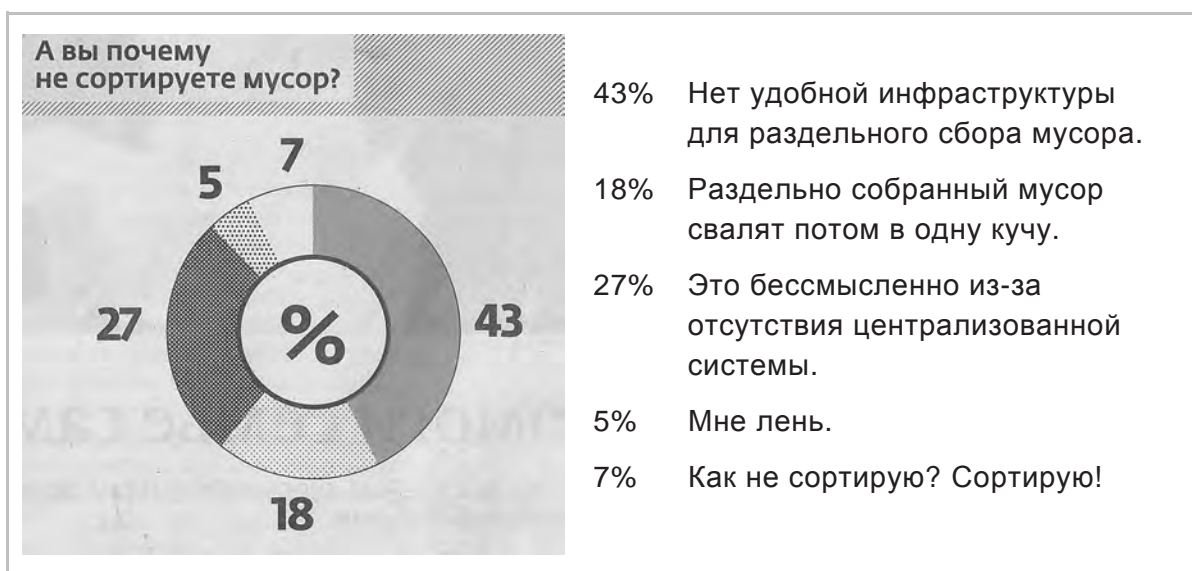 А вы почему
не сортируете мусор?
7
5
27
%
43
18
43% Нет удобной инфраструктуры
для раздельного сбора мусора.
18% Раздельно собранный мусор
свалят потом в одну кучу.
27% Это бессмысленно из-за
отсутствия централизованной
системы.
5% Мне лень.
7% Как не сортирую? Сортирую!